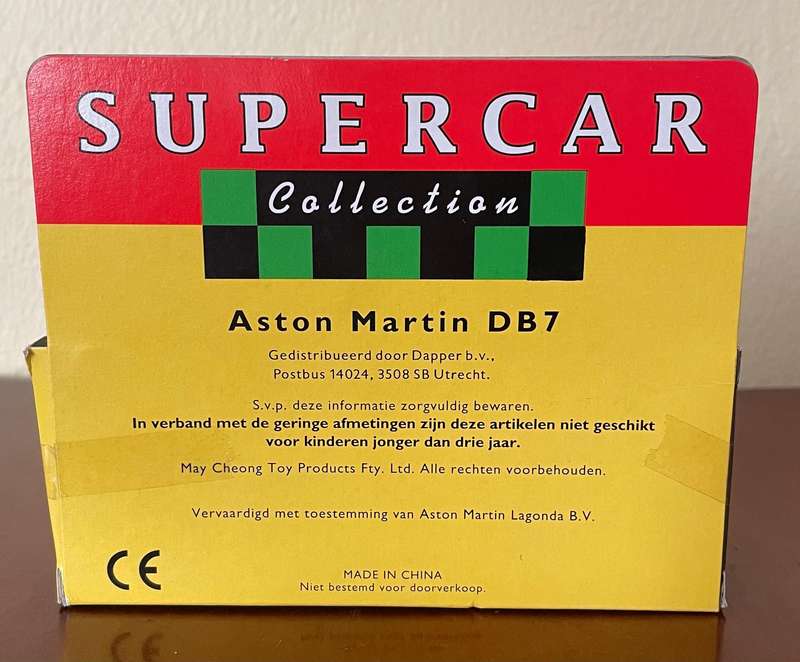 SUPERCAR
Collection
Aston Martin DB7
Gedistribueerd door Dapper b.v.,
Postbus 14024, 3508 SB Utrecht.
S.v.p. deze informatie zorgvuldig bewaren.
In verband met de geringe afmetingen zijn deze artikelen niet geschikt
voor kinderen jonger dan drie jaar.
May Cheong Toy Products Fty. Ltd. Alle rechten voorbehouden.
Vervaardigd met toestemming van Aston Martin Lagonda B.V.
CE
MADE IN CHINA
Niet bestemd voor doorverkoop.